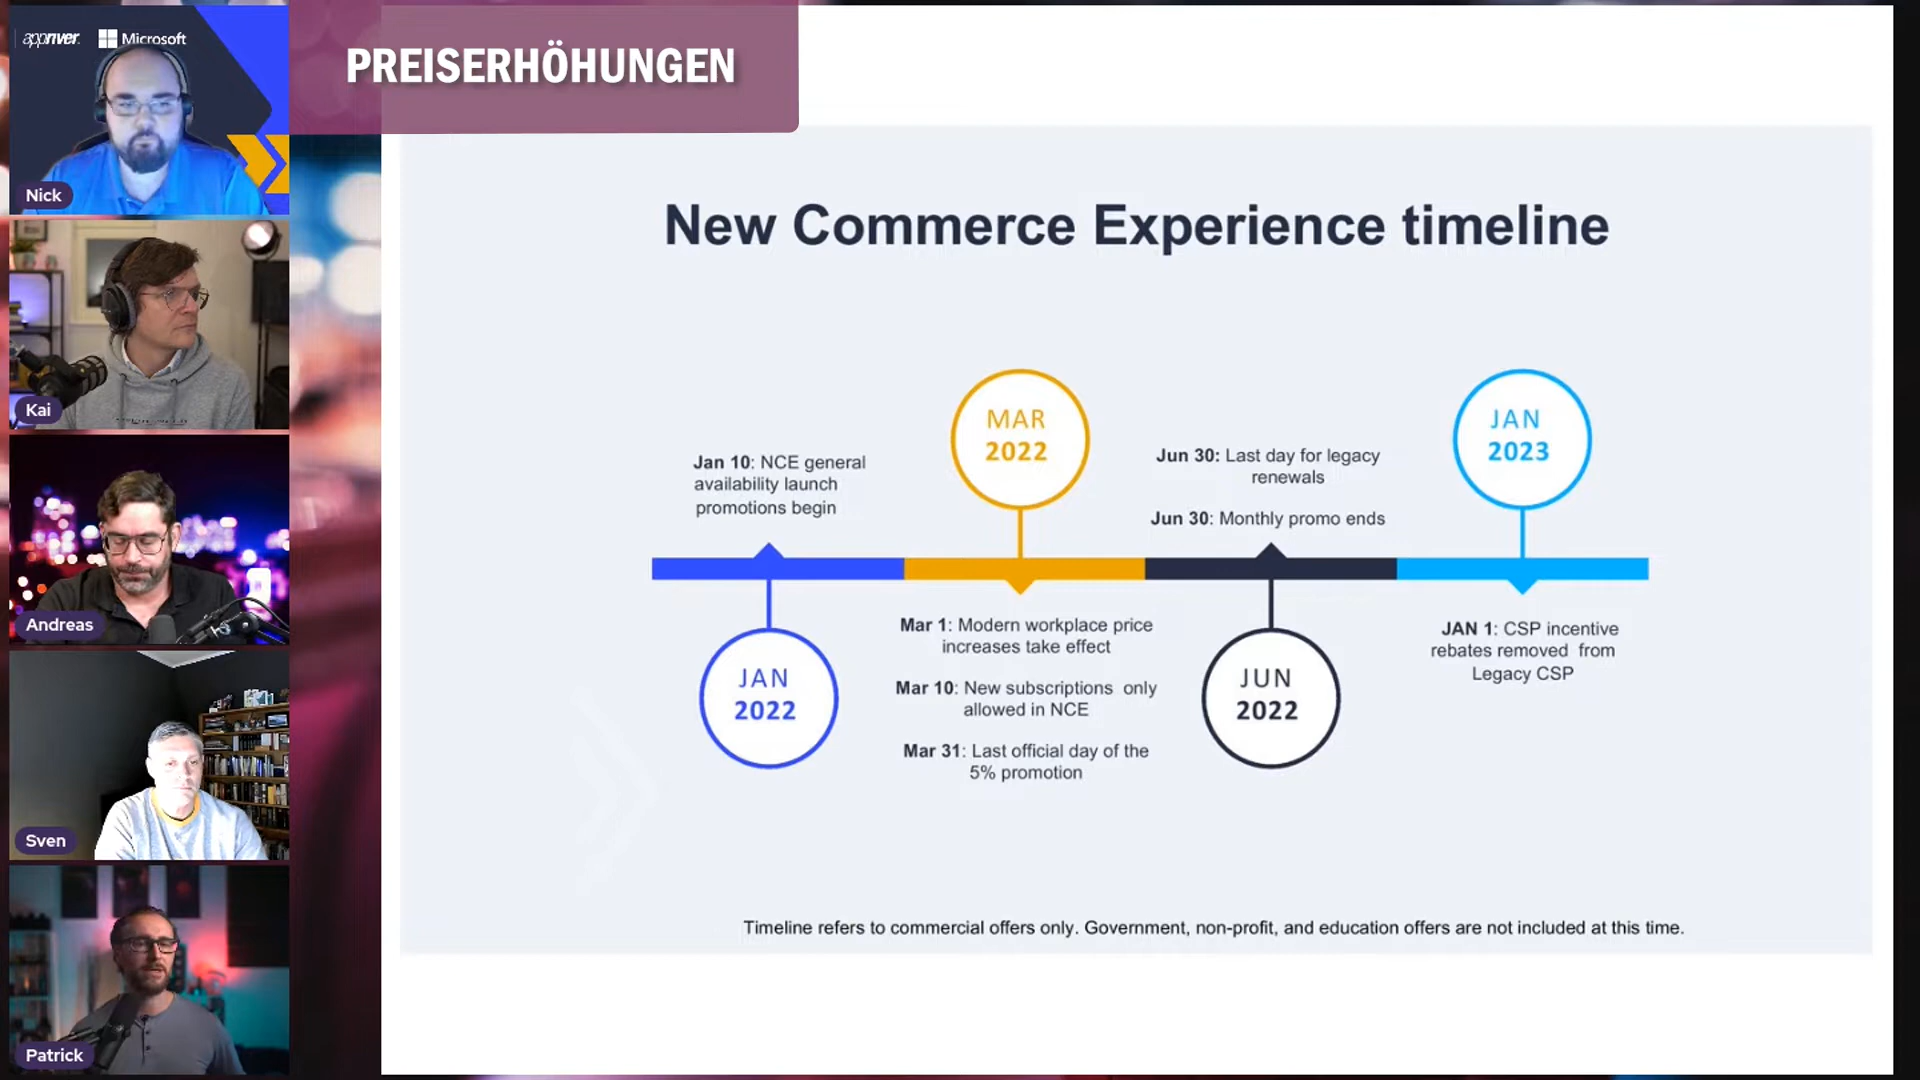 appriver Microsoft
PREISERHÖHUNGEN
Nick
Kai
Andreas
Sven
Patrick
New Commerce Experience timeline
Jan 10: NCE general
availability launch
promotions begin
JAN
2022
MAR
2022
Mar 1: Modern workplace price
increases take effect
Mar 10: New subscriptions only
allowed in NCE
Mar 31: Last official day of the
5% promotion
Jun 30: Last day for legacy
renewals
Jun 30: Monthly promo ends
JUN
2022
JAN
2023
JAN 1: CSP incentive
rebates removed from
Legacy CSP
Timeline refers to commercial offers only. Government, non-profit, and education offers are not included at this time.